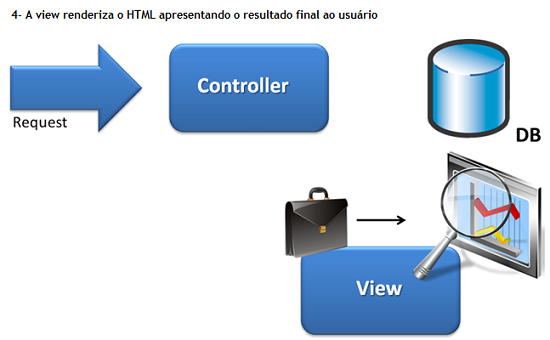 4- A view renderiza o HTML apresentando o resultado final ao usuário
Controller
Request
DB
View